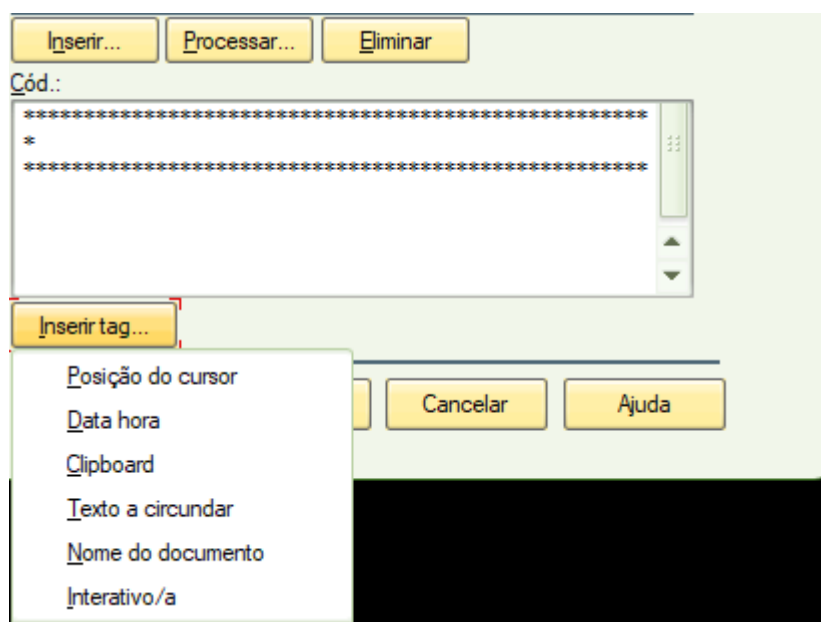 Inserir...
Processar...
Eliminar
Cód.:
****************************************************
*
****************************************************
Inserir tag...
Posição do cursor
Data hora
Clipboard
Texto a circundar
Nome do documento
Interativo/a
Cancelar
Ajuda